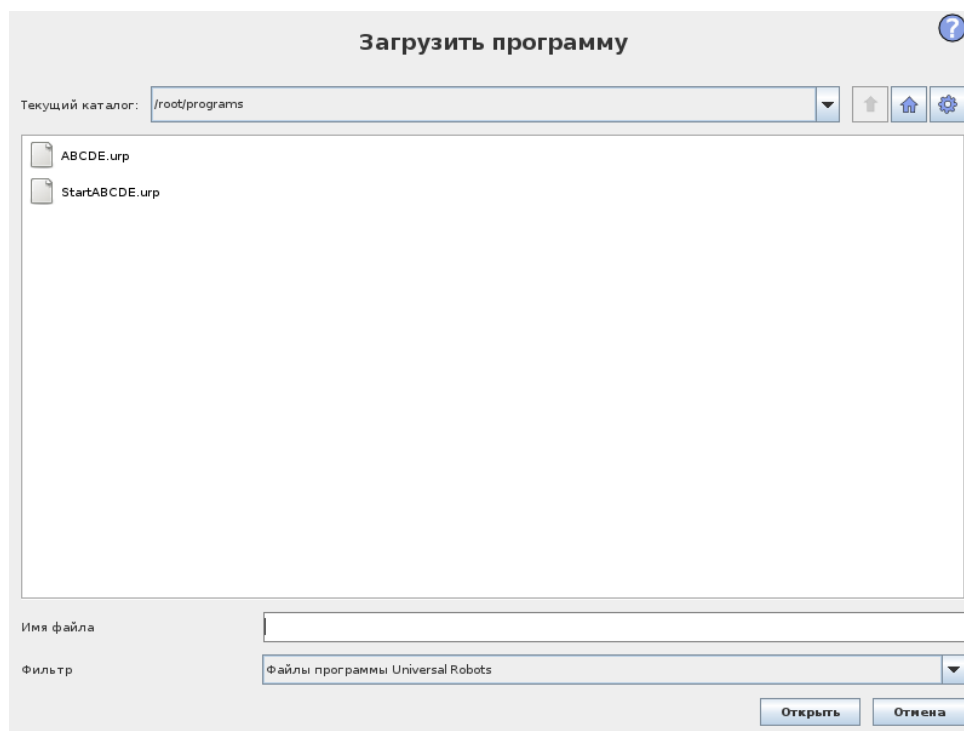 Загрузить программу
?
Текущий каталог: /root/programs
ABCDE.urp
StartABCDE.urp
Имя файла
Фильтр Файлы программы Universal Robots
Открыть Отмена